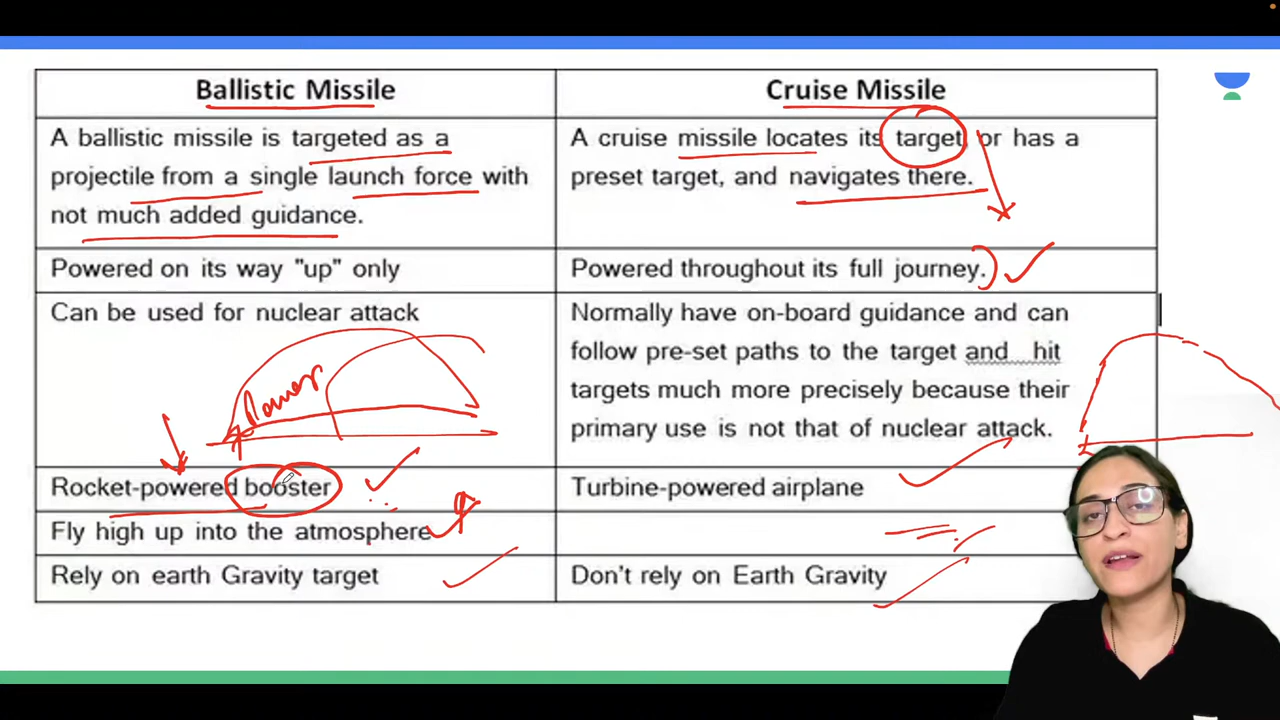 Ballistic Missile
Cruise Missile
A ballistic missile is targeted as a
projectile from a single launch force with
not much added guidance.
A cruise missile locates its target, or has a
preset target, and navigates there.
Powered on its way "up" only
Powered throughout its full journey.
Can be used for nuclear attack
Normally have on-board guidance and can
follow pre-set paths to the target and hit
targets much more precisely because their
primary use is not that of nuclear attack.
Rocket-powered booster
Turbine-powered airplane
Fly high up into the atmosphere
Rely on earth Gravity target
Don't rely on Earth Gravity